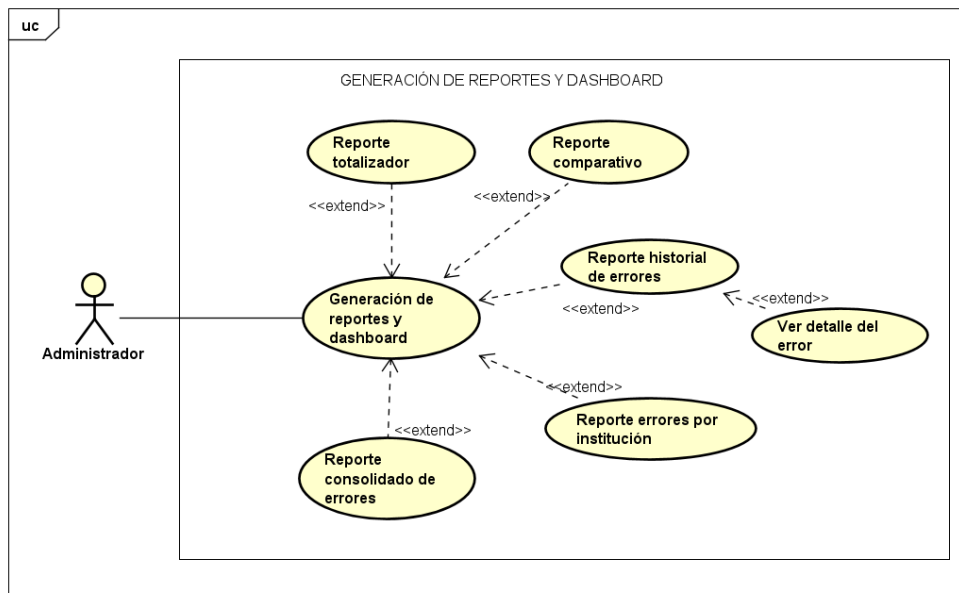 uc
GENERACIÓN DE REPORTES Y DASHBOARD
Reporte
totalizador
Reporte
comparativo
<<extend>>
<<extend>>
Reporte historial
de errores
<<extend>>
<<extend>>
Ver detalle del
error
Generación de
reportes y
dashboard
Administrador
<<extend>>
Reporte errores por
institución
<<extend>>
Reporte
consolidado de
errores